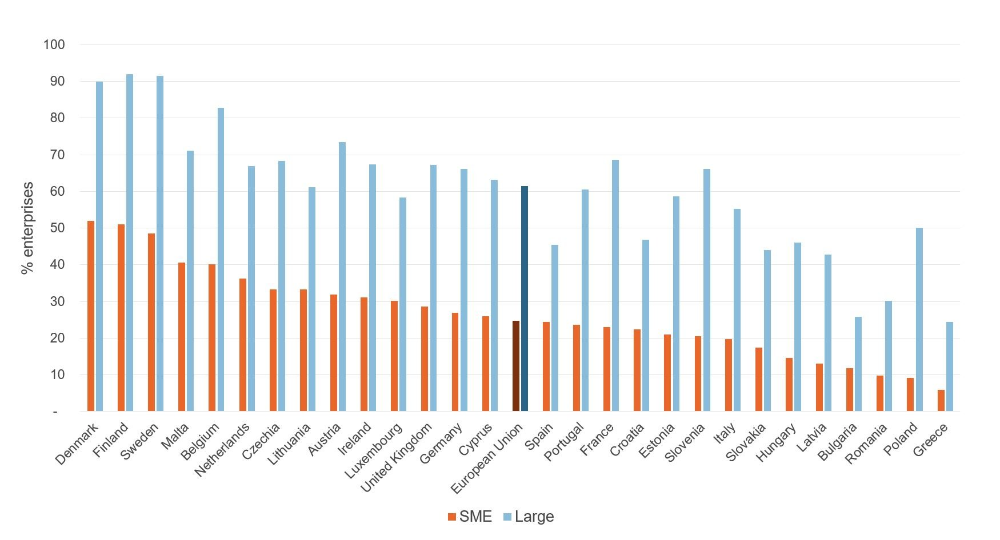 100
90
80
70
60
50
40
30
20
10
-
% enterprises
Denmark
Finland
Sweden
Malta
Belgium
Netherlands
Czechia
Lithuania
Austria
Ireland
Luxembourg
United Kingdom
Germany
Cyprus
European Union
Spain
Portugal
France
Croatia
Estonia
Slovenia
Italy
Slovakia
Hungary
Latvia
Bulgaria
Romania
Poland
Greece
SME Large